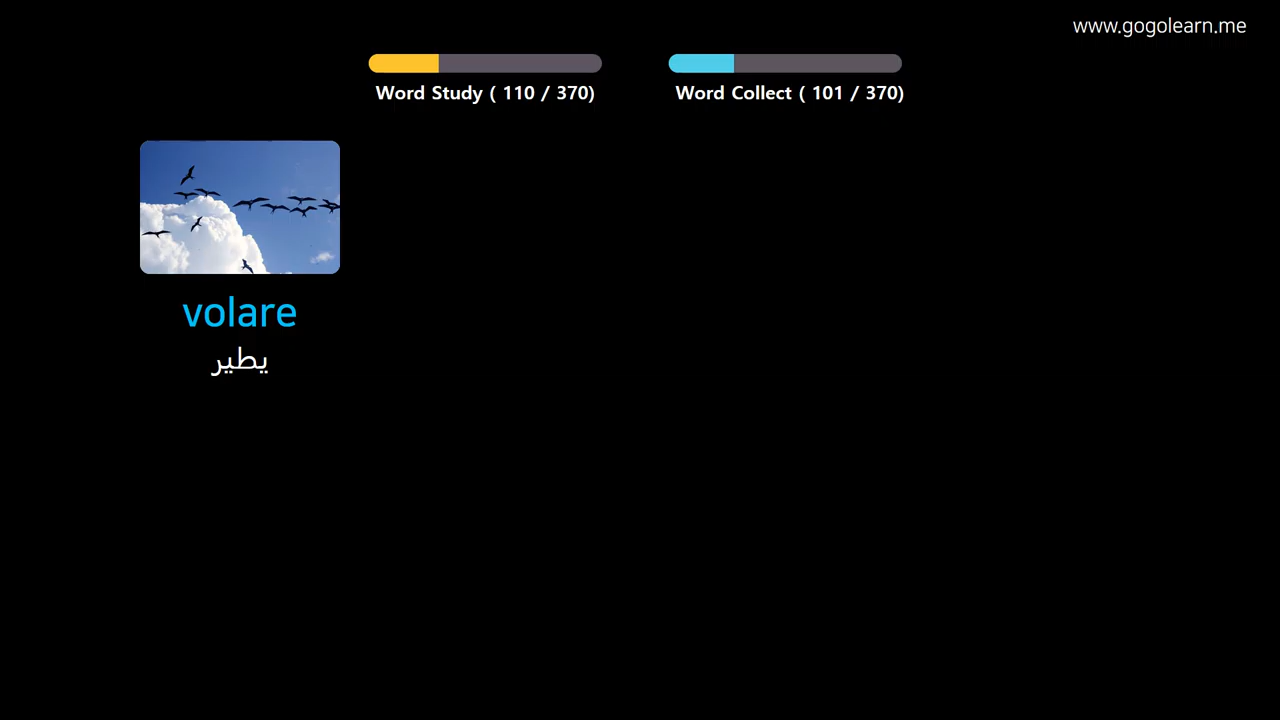 www.gogolearn.me
Word Study ( 110 / 370)
Word Collect ( 101 / 370)
volare
يطير